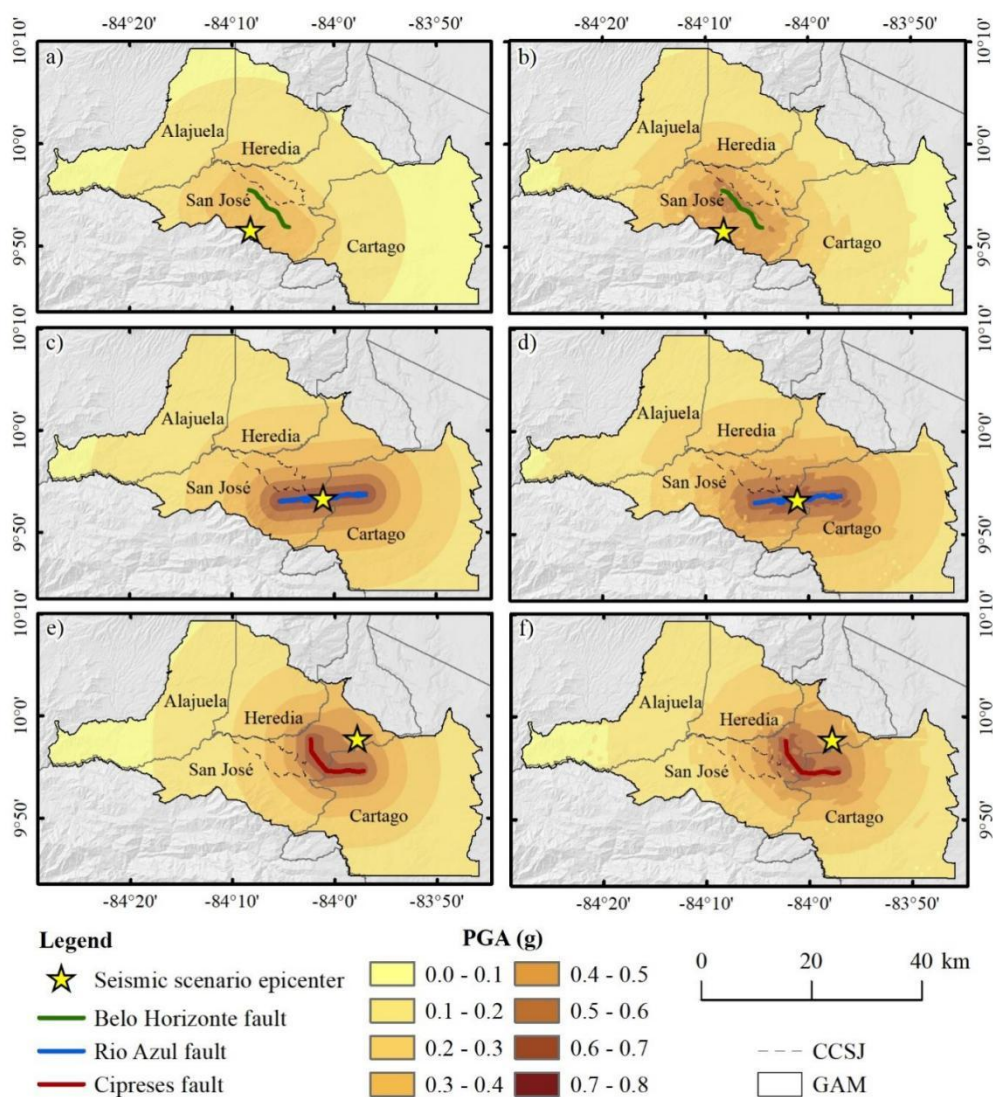 -84°20' -84°10' -84°0' -83°50' -84°20' -84°10' -84°0' -83°50'
10°10' 10°10'
a) b)
Alajuela Alajuela
10°0' 10°0'
Heredia Heredia
San José San José
9°50' 9°50'
Cartago Cartago
10°10' 10°10'
c) d)
Alajuela Alajuela
10°0' 10°0'
Heredia Heredia
San José San José
9°50' 9°50'
Cartago Cartago
10°10' 10°10'
e) f)
Alajuela Alajuela
10°0' 10°0'
Heredia Heredia
San José San José
9°50' 9°50'
Cartago Cartago
-84°20' -84°10' -84°0' -83°50' -84°20' -84°10' -84°0' -83°50'
Legend
Seismic scenario epicenter
Belo Horizonte fault
Rio Azul fault
Cipreses fault
PGA (g)
0.0 - 0.1 0.4 - 0.5
0.1 - 0.2 0.5 - 0.6
0.2 - 0.3 0.6 - 0.7
0.3 - 0.4 0.7 - 0.8
0 20 40 km
CCSJ
GAM